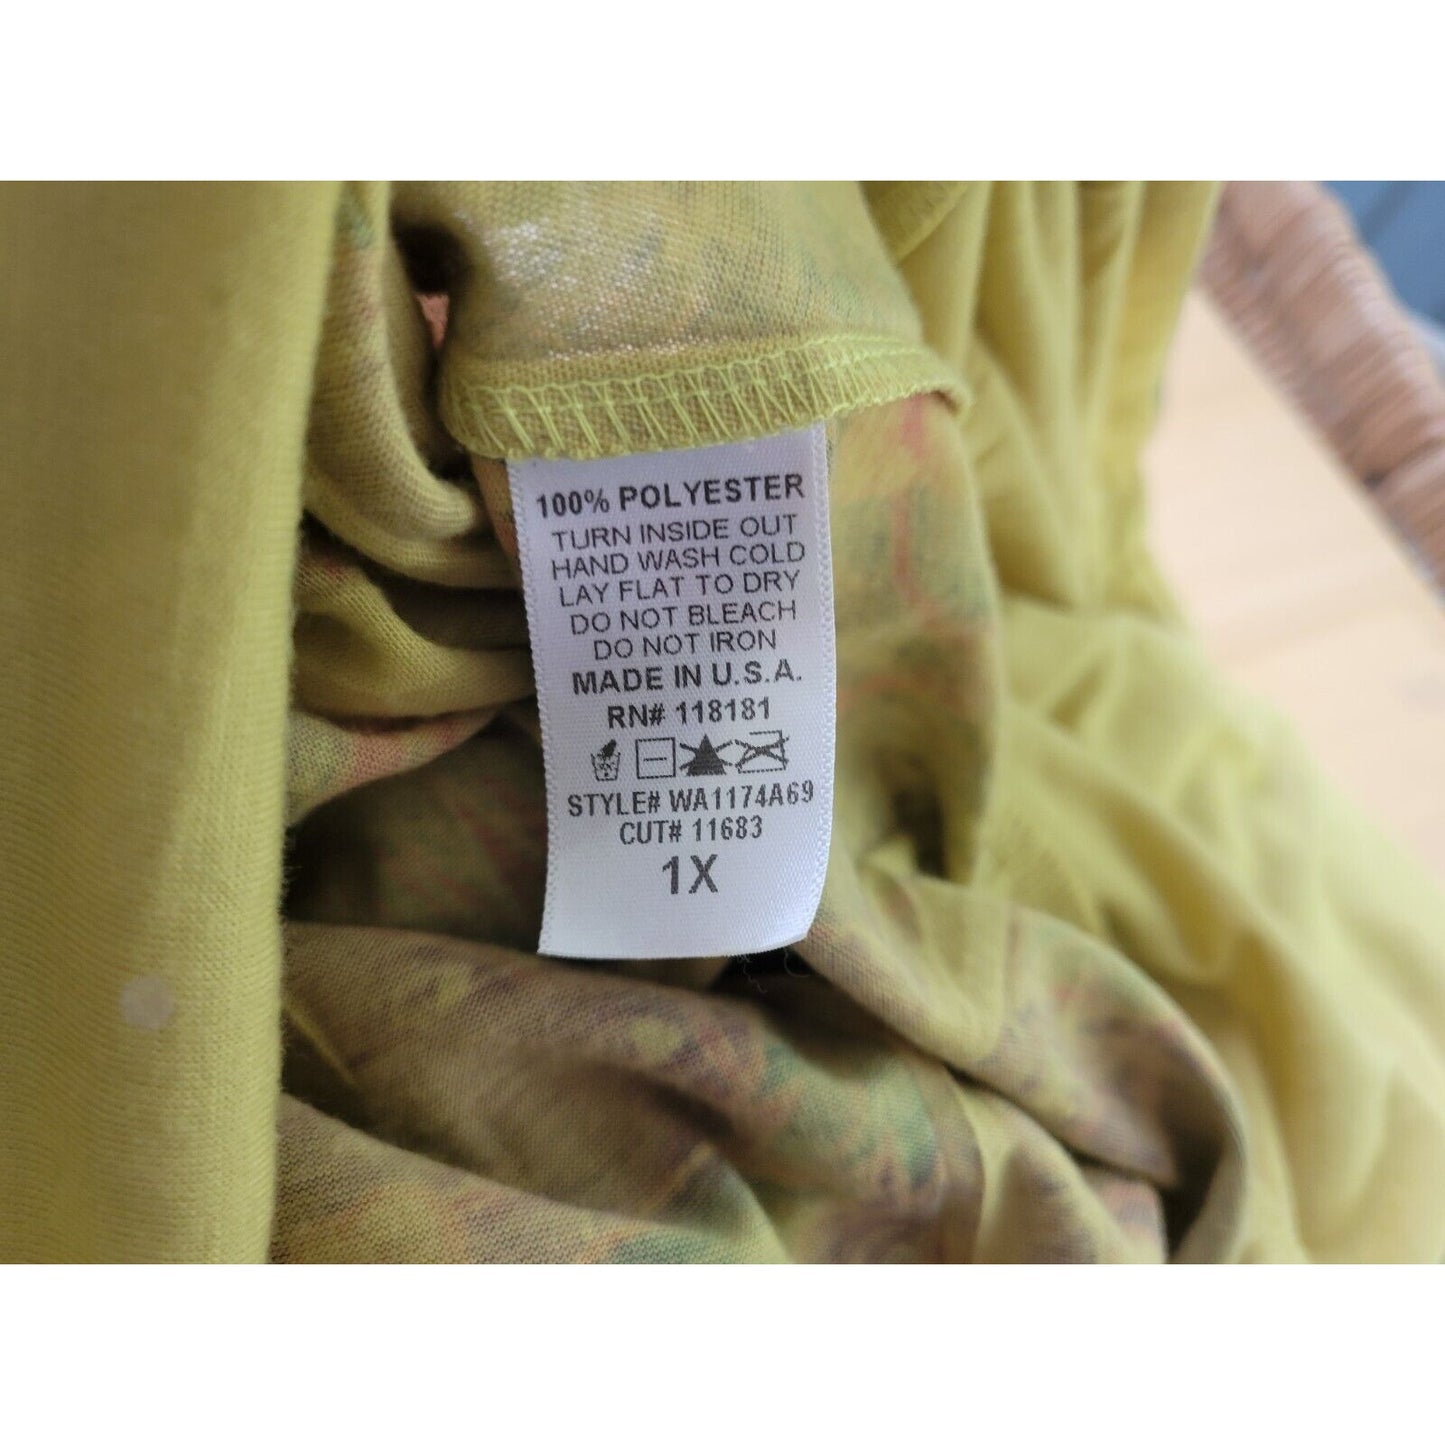 100% POLYESTER
TURN INSIDE OUT
HAND WASH COLD
LAY FLAT TO DRY
DO NOT BLEACH
DO NOT IRON
MADE IN U.S.A.
RN# 118181
STYLE# WA1174A69
CUT# 11683
1X